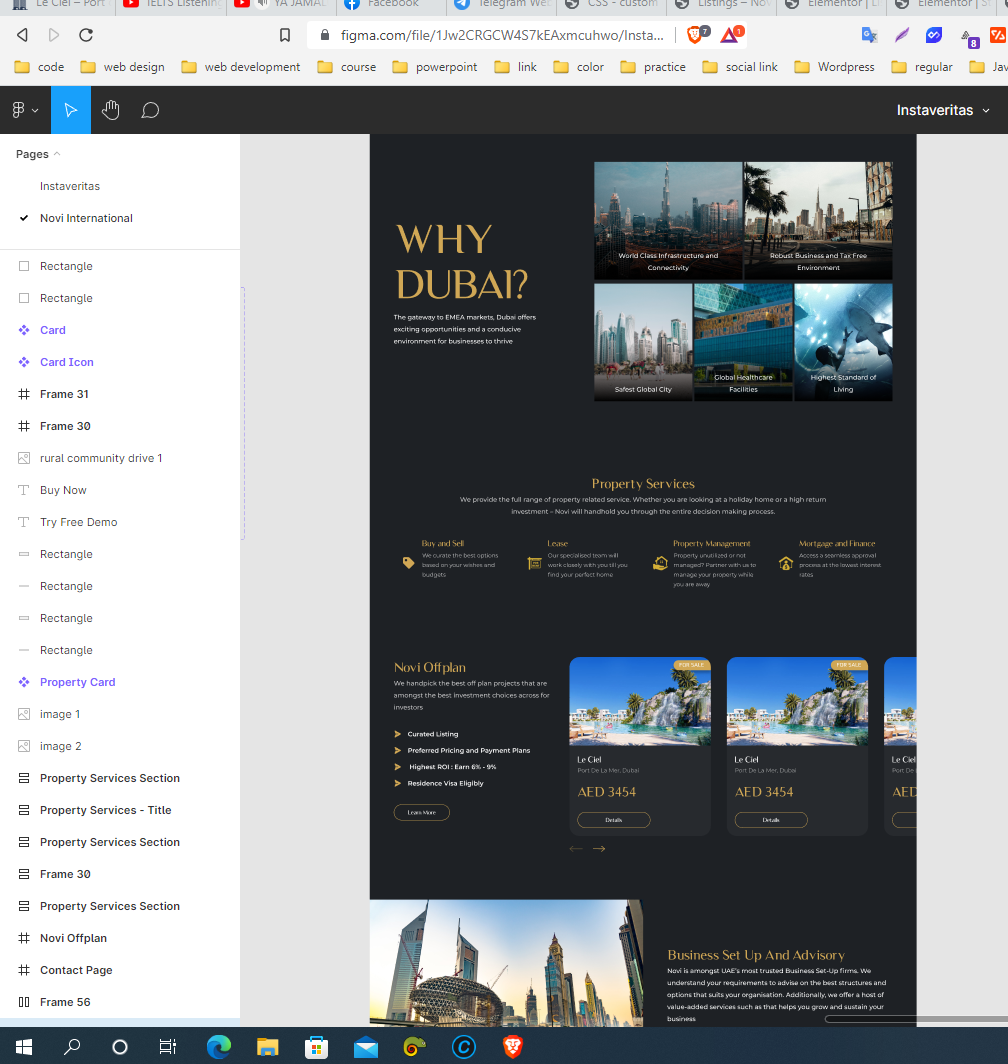 Le Ciel – Port
IELTS Listening
YA JAMAL
Facebook
Telegram Web
CSS - custom
Listings – Nov
Elementor | Li
Elementor | St
figma.com/file/1Jw2CRGCW4S7kEAxmcuhwo/Insta...
7
1
8
code
web design
web development
course
powerpoint
link
color
practice
social link
Wordpress
regular
Jav
Instaveritas
Pages
Instaveritas
Novi International
Rectangle
Rectangle
Card
Card Icon
Frame 31
Frame 30
rural community drive 1
Buy Now
Try Free Demo
Rectangle
Rectangle
Rectangle
Rectangle
Property Card
image 1
image 2
Property Services Section
Property Services - Title
Property Services Section
Frame 30
Property Services Section
Novi Offplan
Contact Page
Frame 56
WHY
DUBAI?
The gateway to EMEA markets, Dubai offers
exciting opportunities and a conducive
environment for businesses to thrive
World Class Infrastructure and
Connectivity
Robust Business and Tax Free
Environment
Safest Global City
Global Healthcare
Facilities
Highest Standard of
Living
Property Services
We provide the full range of property related service. Whether you are looking at a holiday home or a high return
investment – Novi will handhold you through the entire decision making process.
Buy and Sell
We curate the best options
based on your wishes and
budgets
Lease
Our specialised team will
work closely with you till you
find your perfect home
Property Management
Property unutilized or not
managed? Partner with us to
manage your property while
you are away
Mortgage and Finance
Access a seamless approval
process at the lowest interest
rates
Novi Offplan
We handpick the best off plan projects that are
amongst the best investment choices across for
investors
Curated Listing
Preferred Pricing and Payment Plans
Highest ROI : Earn 6% - 9%
Residence Visa Eligibly
Learn More
FOR SALE
Le Ciel
Port De La Mer, Dubai
AED 3454
Details
FOR SALE
Le Ciel
Port De La Mer, Dubai
AED 3454
Details
Le Ci
Port D
AED
Business Set Up And Advisory
Novi is amongst UAE's most trusted Business Set-Up firms. We
understand your requirements to advise on the best structures and
options that suits your organisation. Additionally, we offer a host of
value-added services such as that helps you grow and sustain your
business